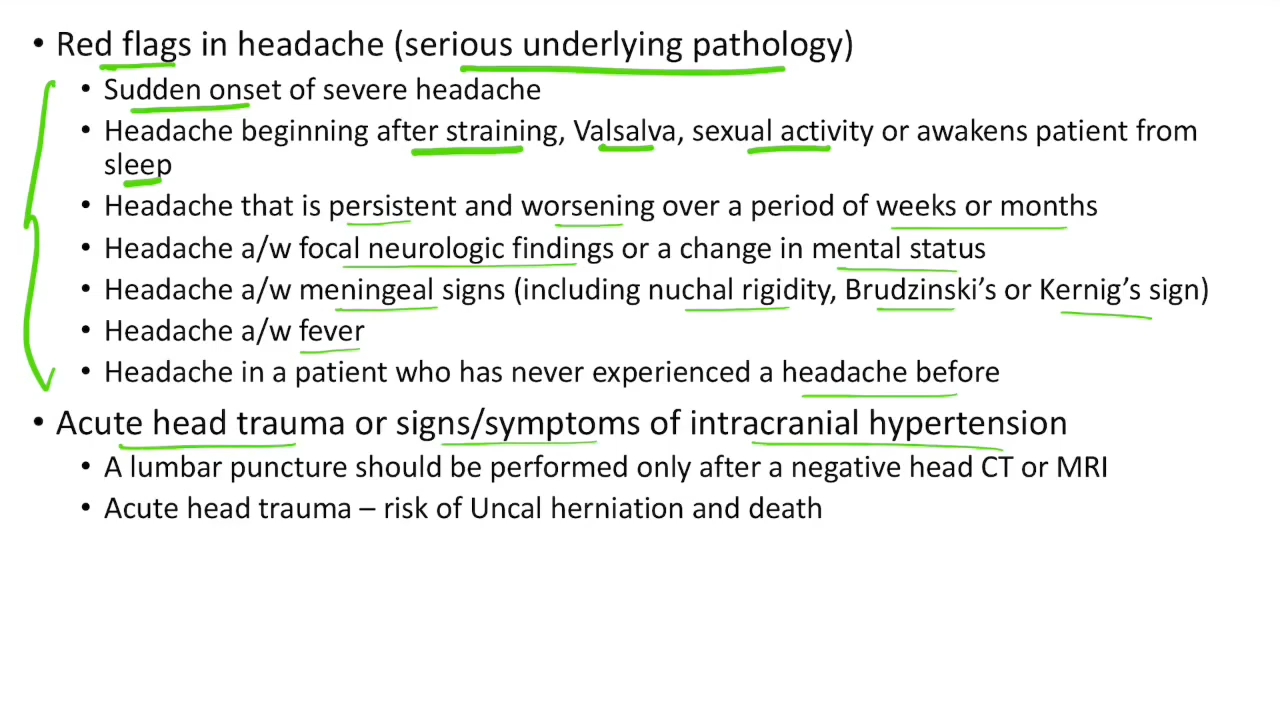 • Red flags in headache (serious underlying pathology)
• Sudden onset of severe headache
• Headache beginning after straining, Valsalva, sexual activity or awakens patient from
sleep
• Headache that is persistent and worsening over a period of weeks or months
• Headache a/w focal neurologic findings or a change in mental status
• Headache a/w meningeal signs (including nuchal rigidity, Brudzinski’s or Kernig’s sign)
• Headache a/w fever
• Headache in a patient who has never experienced a headache before
• Acute head trauma or signs/symptoms of intracranial hypertension
• A lumbar puncture should be performed only after a negative head CT or MRI
• Acute head trauma – risk of Uncal herniation and death